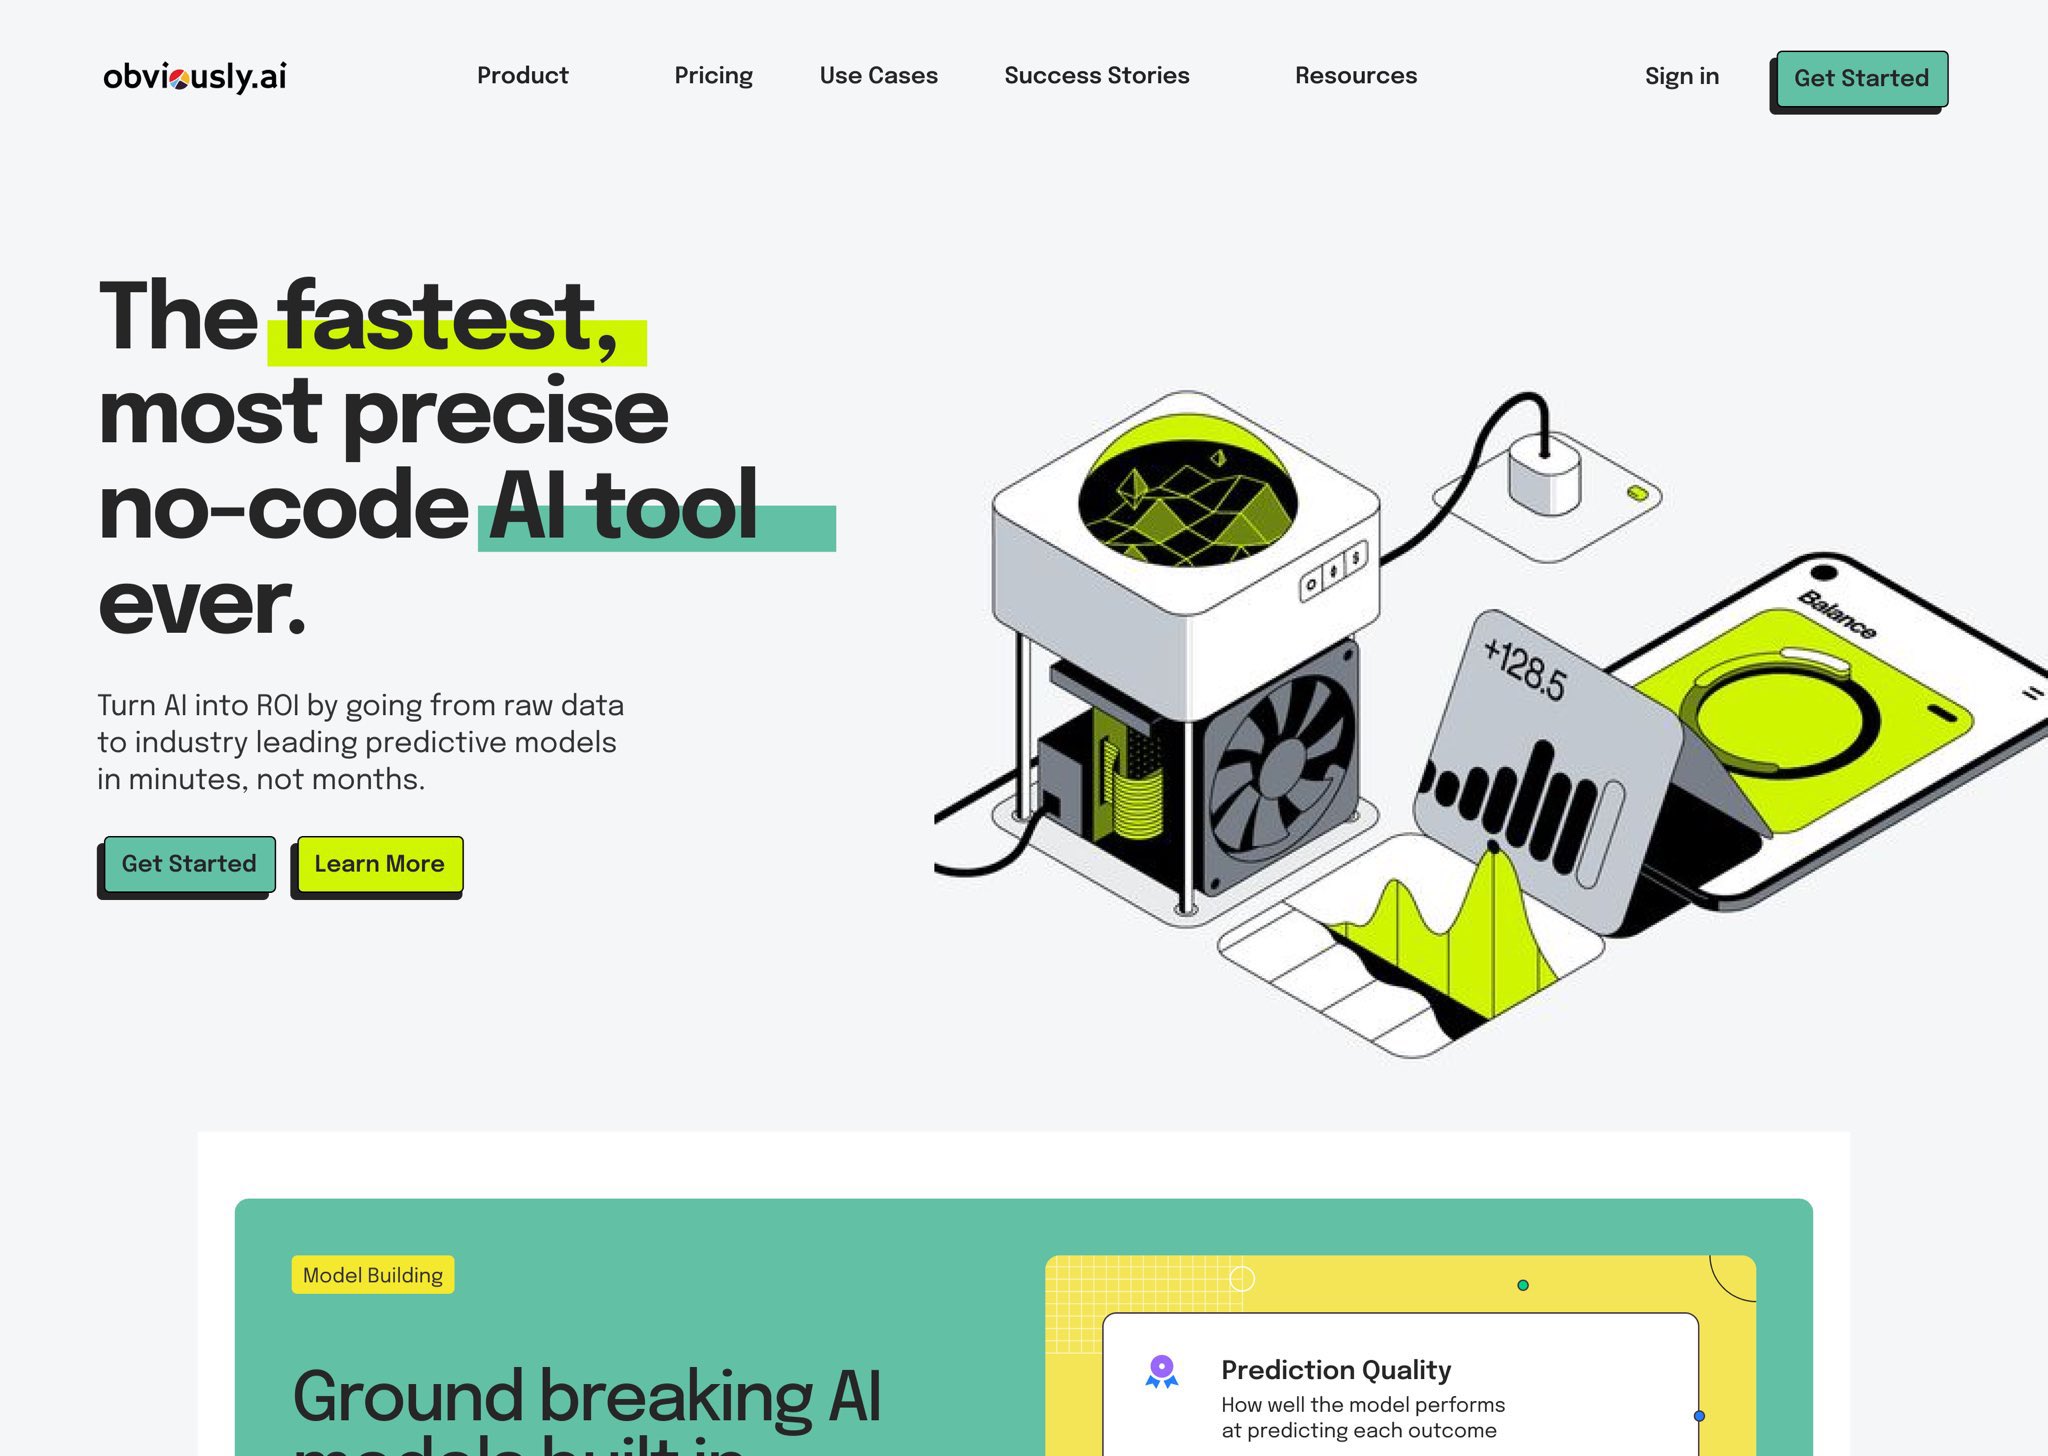 obviously.ai
Product
Pricing
Use Cases
Success Stories
Resources
Sign in
Get Started
The fastest,
most precise
no-code AI tool
ever.
Turn AI into ROI by going from raw data
to industry leading predictive models
in minutes, not months.
Get Started
Learn More
Balance
+128.5
Model Building
Ground breaking AI
models built in
Prediction Quality
How well the model performs
at predicting each outcome